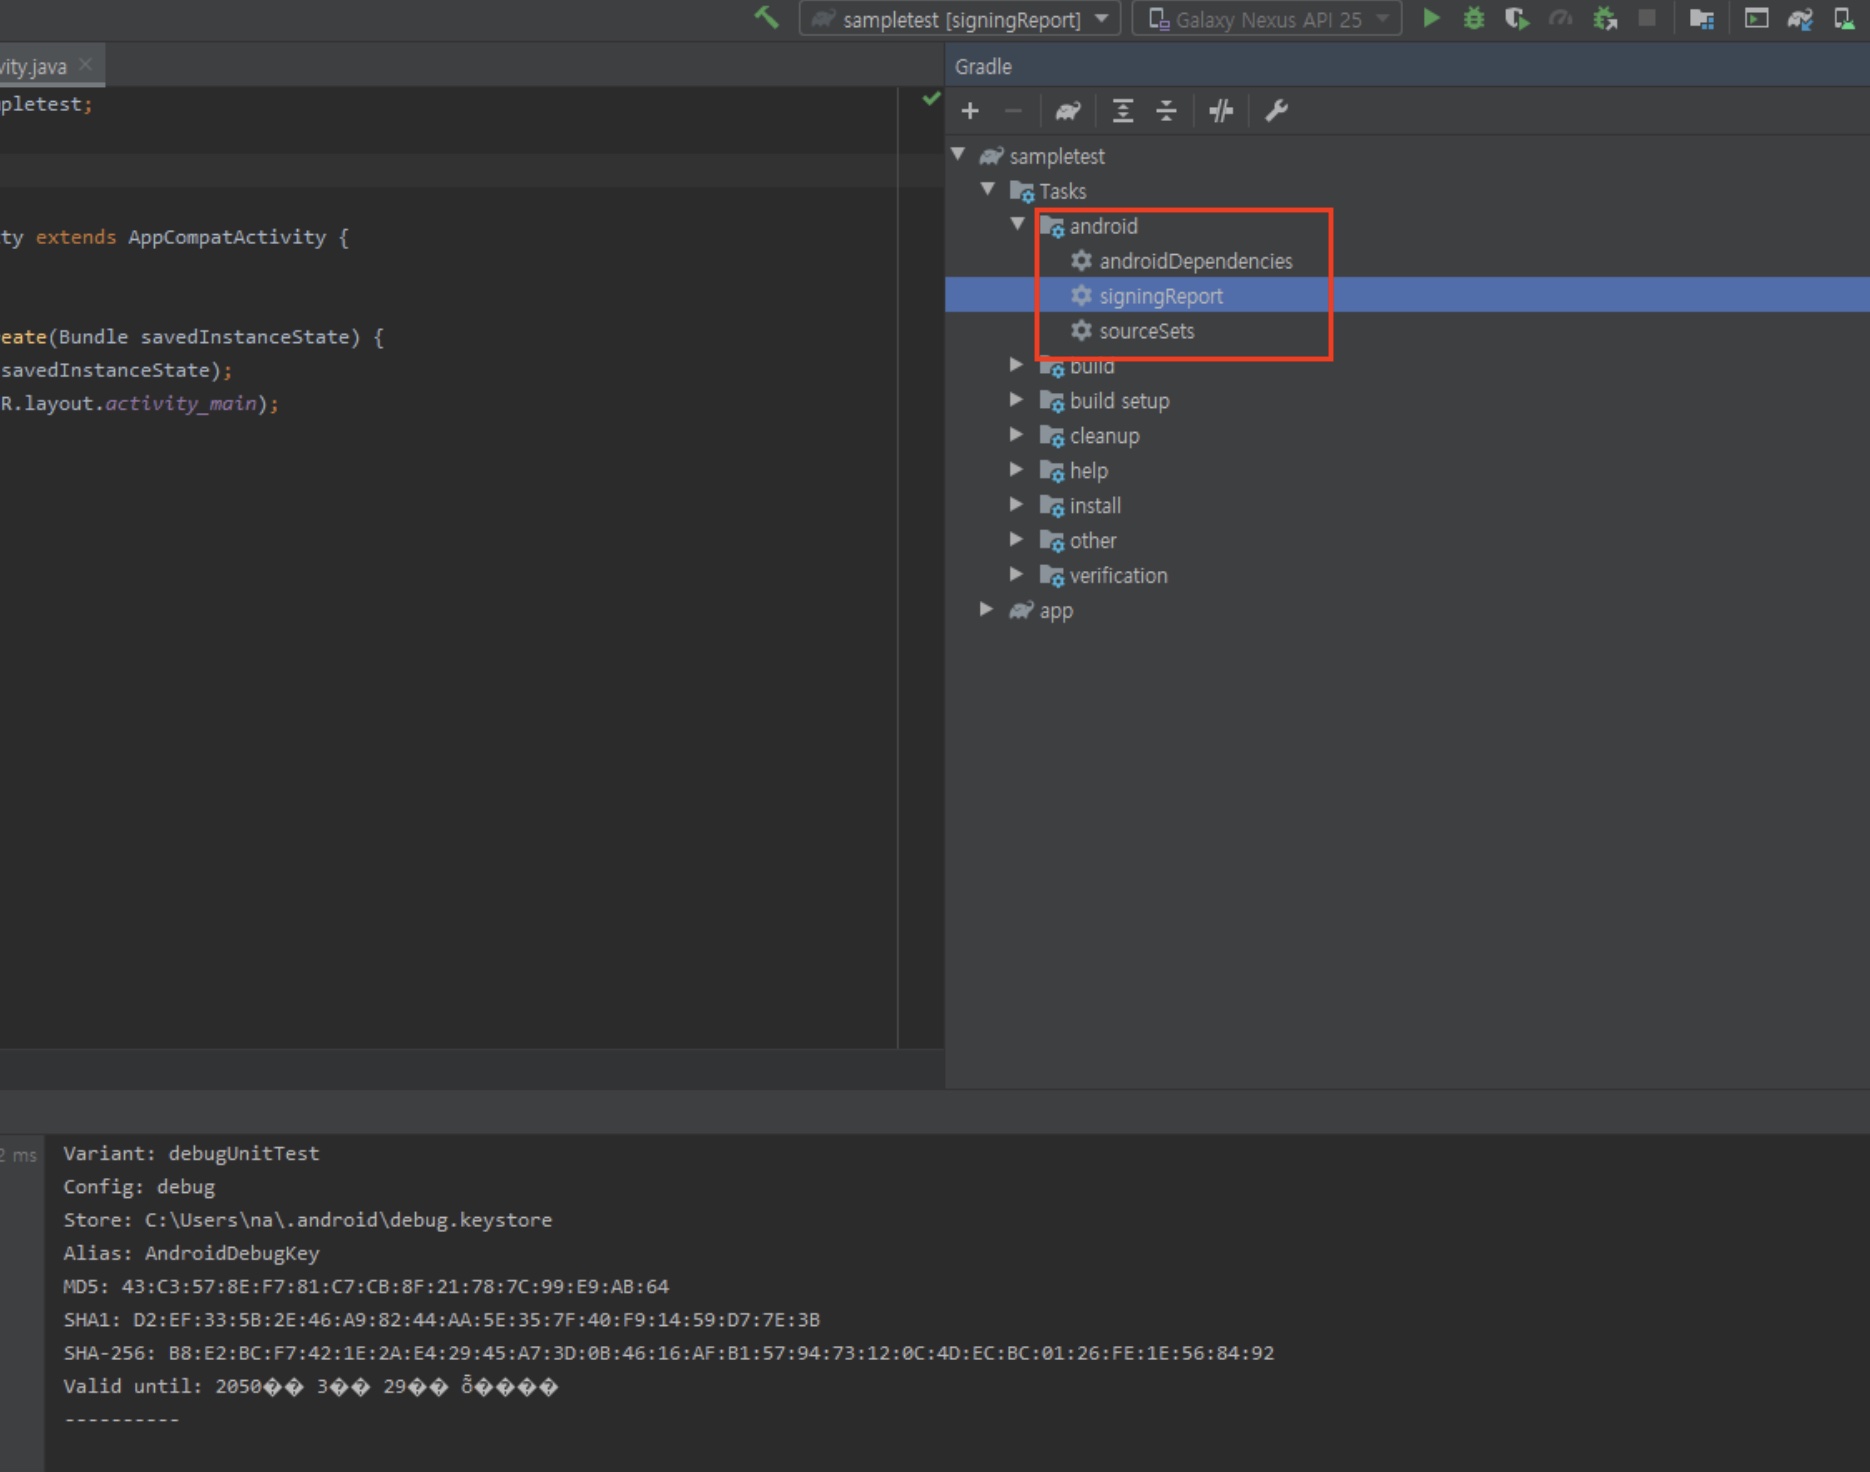 sampletest [signingReport]
Galaxy Nexus API 25
vity.java
Gradle
pletest;
ty extends AppCompatActivity {
eate(Bundle savedInstanceState) {
savedInstanceState);
R.layout.activity_main);
sampletest
Tasks
android
androidDependencies
signingReport
sourceSets
build
build setup
cleanup
help
install
other
verification
app
2 ms
Variant: debugUnitTest
Config: debug
Store: C:\Users\na\.android\debug.keystore
Alias: AndroidDebugKey
MD5: 43:C3:57:8E:F7:81:C7:CB:8F:21:78:7C:99:E9:AB:64
SHA1: D2:EF:33:5B:2E:46:A9:82:44:AA:5E:35:7F:40:F9:14:59:D7:7E:3B
SHA-256: B8:E2:BC:F7:42:1E:2A:E4:29:45:A7:3D:0B:46:16:AF:B1:57:94:73:12:0C:4D:EC:BC:01:26:FE:1E:56:84:92
Valid until: 2050�� 3�� 29��
----------